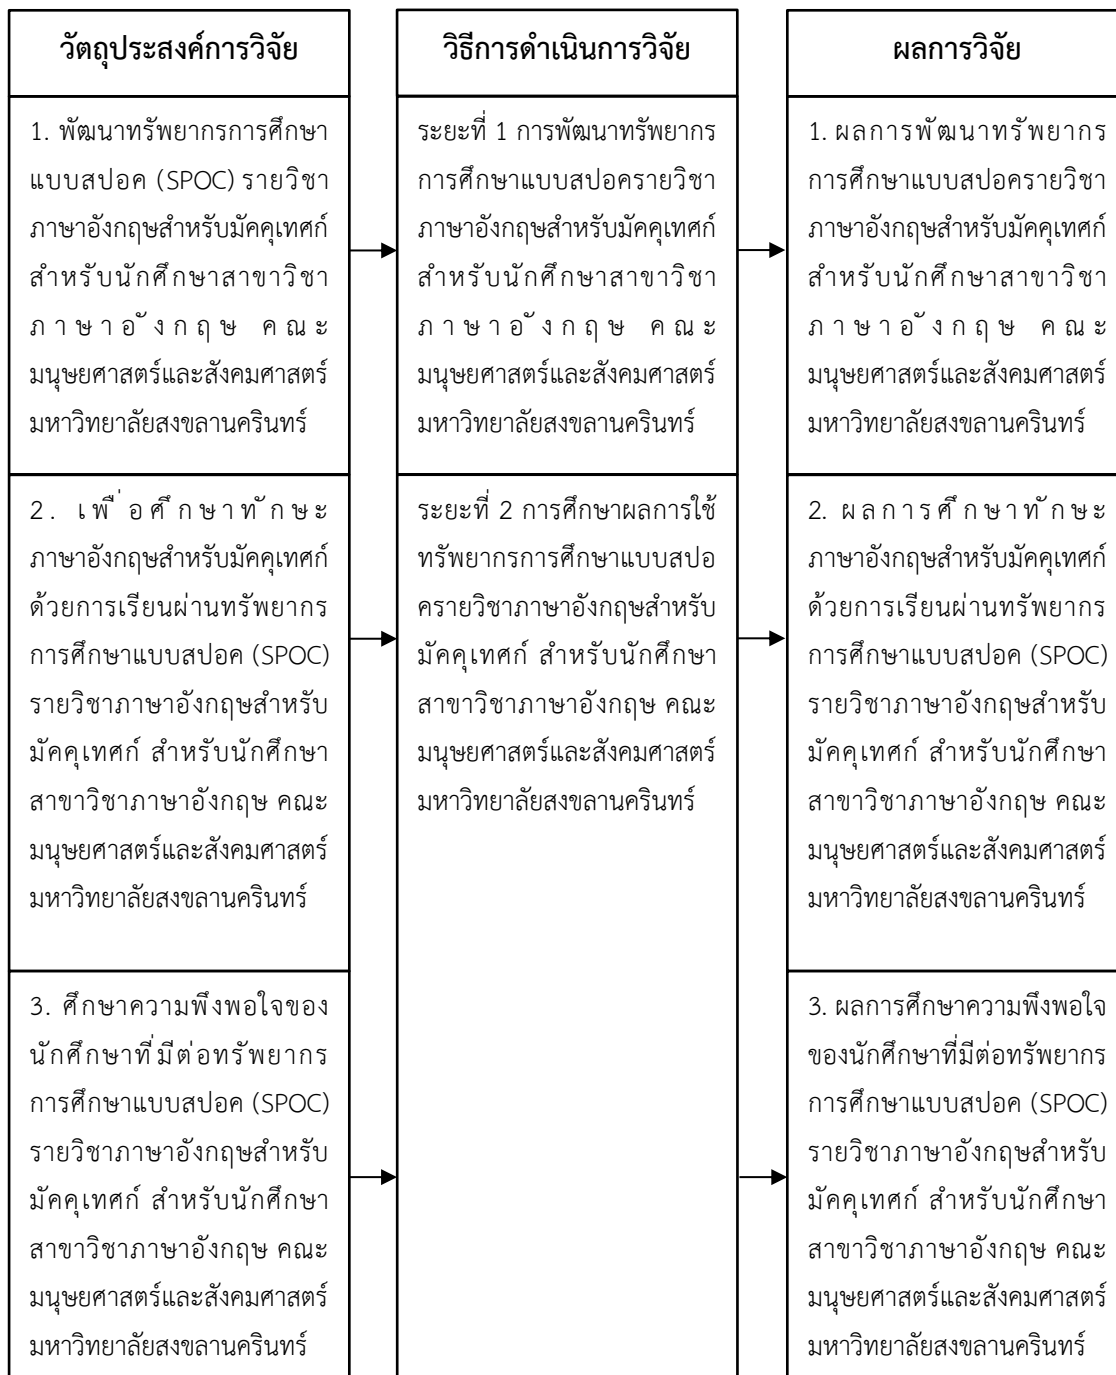 วัตถุประสงค์การวิจัย
1. พัฒนาทรัพยากรการศึกษา
แบบสปอค (SPOC) รายวิชา
ภาษาอังกฤษสำหรับมัคคุเทศก์
สำหรับนักศึกษาสาขาวิชา
ภาษาอังกฤษ คณะ
มนุษยศาสตร์และสังคมศาสตร์
มหาวิทยาลัยสงขลานครินทร์
2. เพื่อศึกษาทักษะ
ภาษาอังกฤษสำหรับมัคคุเทศก์
ด้วยการเรียนผ่านทรัพยากร
การศึกษาแบบสปอค (SPOC)
รายวิชาภาษาอังกฤษสำหรับ
มัคคุเทศก์ สำหรับนักศึกษา
สาขาวิชาภาษาอังกฤษ คณะ
มนุษยศาสตร์และสังคมศาสตร์
มหาวิทยาลัยสงขลานครินทร์
3. ศึกษาความพึงพอใจของ
นักศึกษาที่มีต่อทรัพยากร
การศึกษาแบบสปอค (SPOC)
รายวิชาภาษาอังกฤษสำหรับ
มัคคุเทศก์ สำหรับนักศึกษา
สาขาวิชาภาษาอังกฤษ คณะ
มนุษยศาสตร์และสังคมศาสตร์
มหาวิทยาลัยสงขลานครินทร์
วิธีการดำเนินการวิจัย
ระยะที่ 1 การพัฒนาทรัพยากร
การศึกษาแบบสปอครายวิชา
ภาษาอังกฤษสำหรับมัคคุเทศก์
สำหรับนักศึกษาสาขาวิชา
ภาษาอังกฤษ คณะ
มนุษยศาสตร์และสังคมศาสตร์
มหาวิทยาลัยสงขลานครินทร์
ระยะที่ 2 การศึกษาผลการใช้
ทรัพยากรการศึกษาแบบสปอ
ครายวิชาภาษาอังกฤษสำหรับ
มัคคุเทศก์ สำหรับนักศึกษา
สาขาวิชาภาษาอังกฤษ คณะ
มนุษยศาสตร์และสังคมศาสตร์
มหาวิทยาลัยสงขลานครินทร์
ผลการวิจัย
1. ผลการพัฒนาทรัพยากร
การศึกษาแบบสปอครายวิชา
ภาษาอังกฤษสำหรับมัคคุเทศก์
สำหรับนักศึกษาสาขาวิชา
ภาษาอังกฤษ คณะ
มนุษยศาสตร์และสังคมศาสตร์
มหาวิทยาลัยสงขลานครินทร์
2. ผลการศึกษาทักษะ
ภาษาอังกฤษสำหรับมัคคุเทศก์
ด้วยการเรียนผ่านทรัพยากร
การศึกษาแบบสปอค (SPOC)
รายวิชาภาษาอังกฤษสำหรับ
มัคคุเทศก์ สำหรับนักศึกษา
สาขาวิชาภาษาอังกฤษ คณะ
มนุษยศาสตร์และสังคมศาสตร์
มหาวิทยาลัยสงขลานครินทร์
3. ผลการศึกษาความพึงพอใจ
ของนักศึกษาที่มีต่อทรัพยากร
การศึกษาแบบสปอค (SPOC)
รายวิชาภาษาอังกฤษสำหรับ
มัคคุเทศก์ สำหรับนักศึกษา
สาขาวิชาภาษาอังกฤษ คณะ
มนุษยศาสตร์และสังคมศาสตร์
มหาวิทยาลัยสงขลานครินทร์